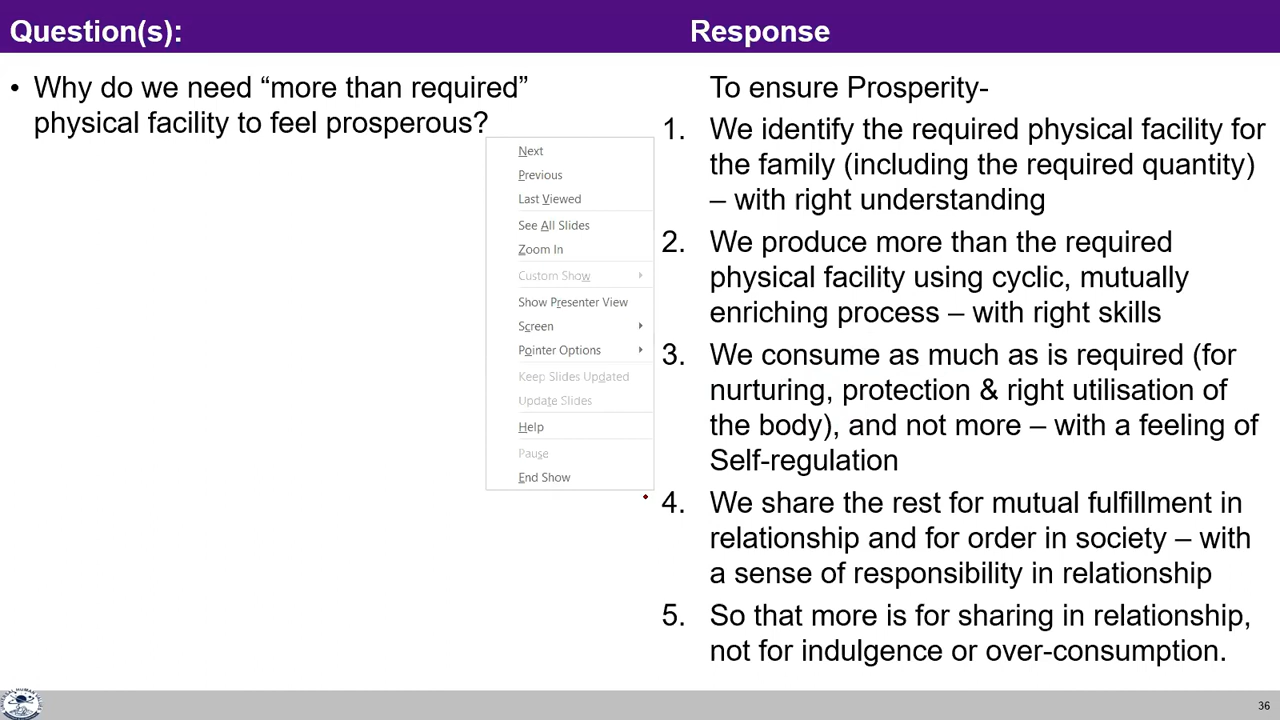 Question(s):
Response
• Why do we need “more than required”
physical facility to feel prosperous?
Next
Previous
Last Viewed
See All Slides
Zoom In
Custom Show
Show Presenter View
Screen
Pointer Options
Keep Slides Updated
Update Slides
Help
Pause
End Show
To ensure Prosperity-
1. We identify the required physical facility for
the family (including the required quantity)
– with right understanding
2. We produce more than the required
physical facility using cyclic, mutually
enriching process – with right skills
3. We consume as much as is required (for
nurturing, protection & right utilisation of
the body), and not more – with a feeling of
Self-regulation
4. We share the rest for mutual fulfillment in
relationship and for order in society – with
a sense of responsibility in relationship
5. So that more is for sharing in relationship,
not for indulgence or over-consumption.
36